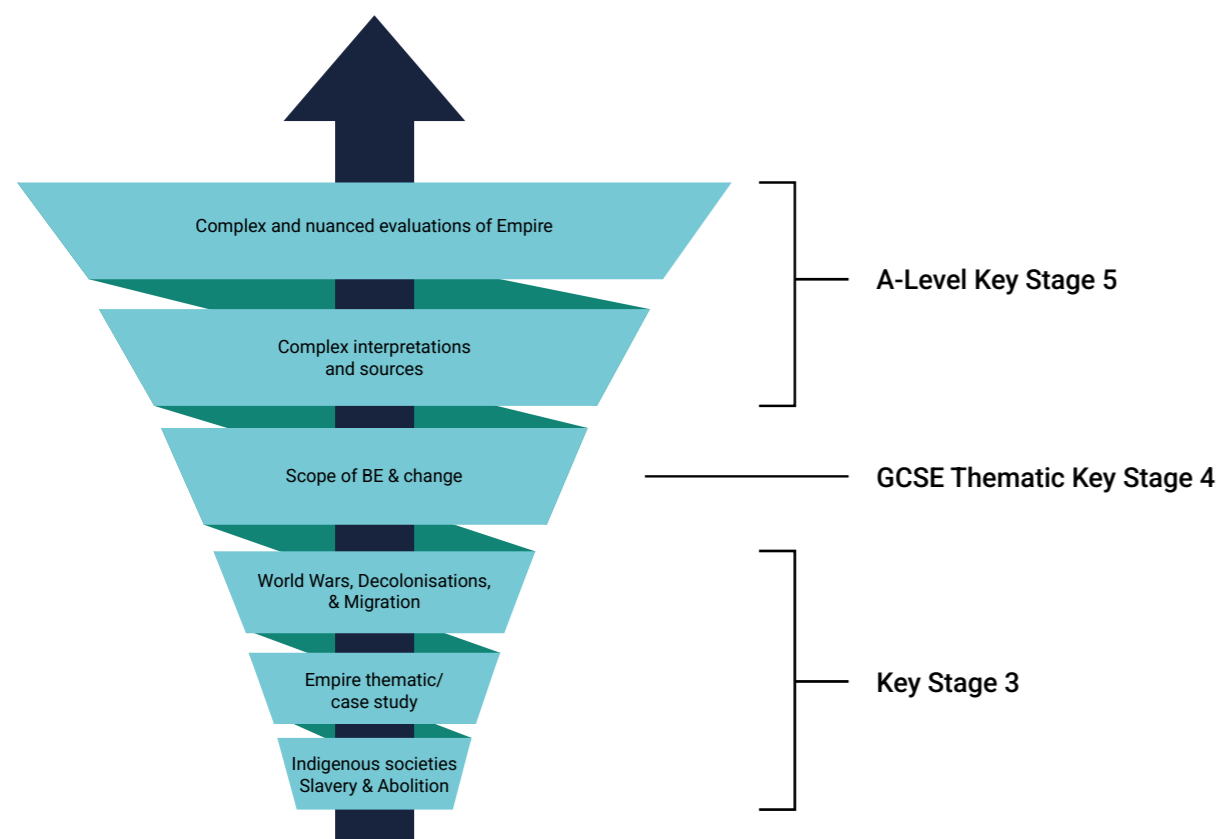 Complex and nuanced evaluations of Empire
A-Level Key Stage 5
Complex interpretations
and sources
Scope of BE & change
GCSE Thematic Key Stage 4
World Wars, Decolonisations,
& Migration
Empire thematic/
case study
Key Stage 3
Indigenous societies
Slavery & Abolition